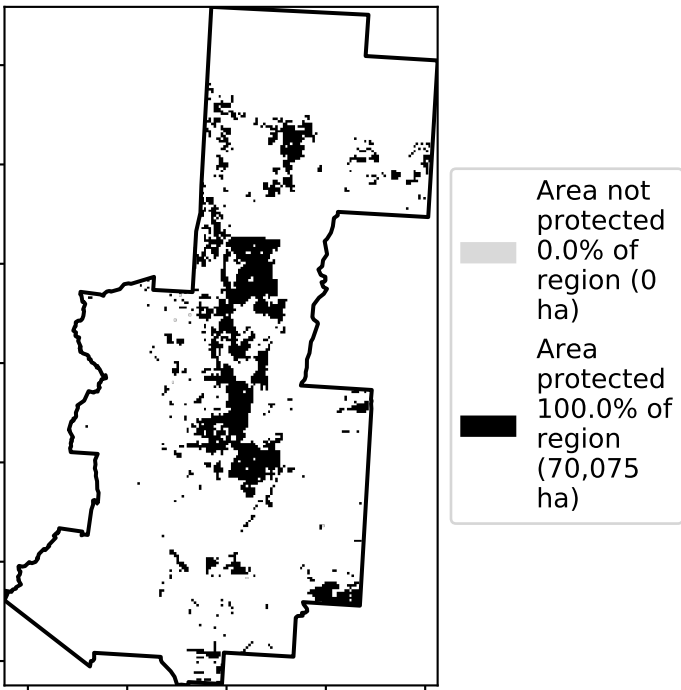 Area not
protected
0.0% of
region (0
ha)
Area
protected
100.0% of
region
(70,075
ha)